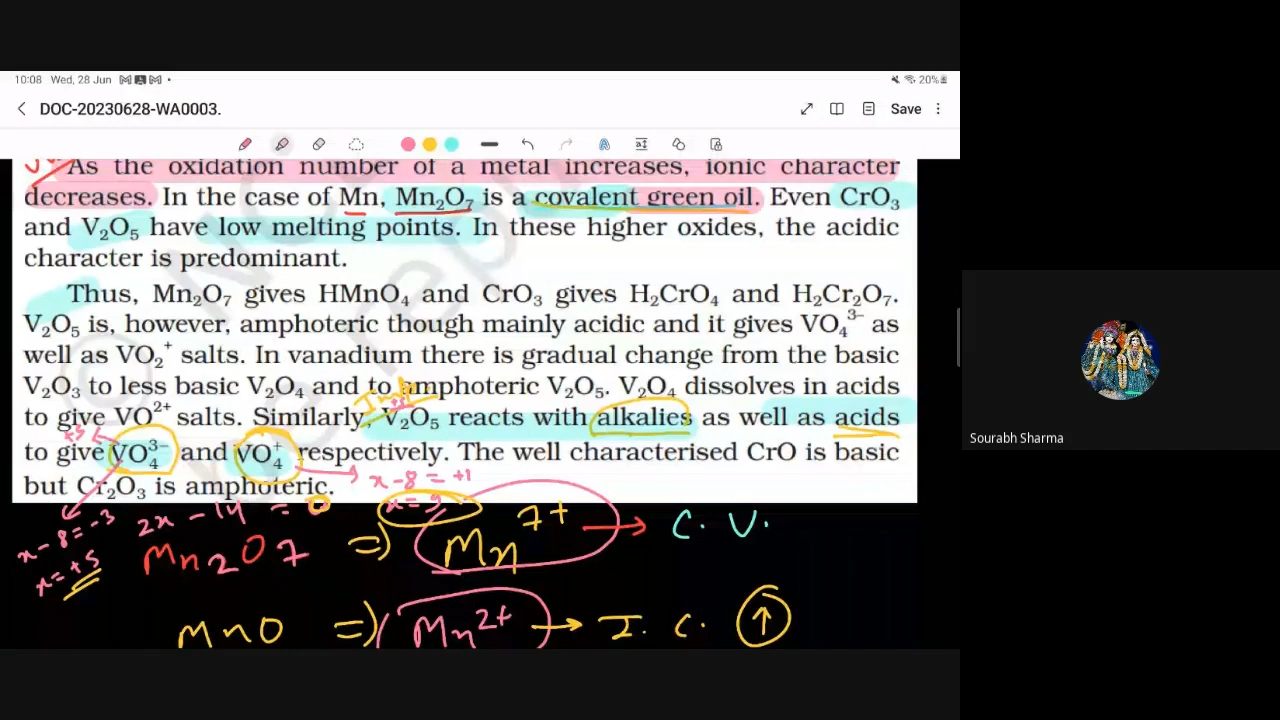 10:08 Wed, 28 Jun
20%
DOC-20230628-WA0003.
Save
As the oxidation number of a metal increases, ionic character
decreases. In the case of Mn, Mn₂O₇ is a covalent green oil. Even CrO₃
and V₂O₅ have low melting points. In these higher oxides, the acidic
character is predominant.
Thus, Mn₂O₇ gives HMnO₄ and CrO₃ gives H₂CrO₄ and H₂Cr₂O₇.
V₂O₅ is, however, amphoteric though mainly acidic and it gives VO₄³⁻ as
well as VO₂⁺ salts. In vanadium there is gradual change from the basic
V₂O₃ to less basic V₂O₄ and to amphoteric V₂O₅. V₂O₄ dissolves in acids
Imp
+5
to give VO²⁺ salts. Similarly, V₂O₅ reacts with alkalies as well as acids
+5
to give VO₄³⁻ and VO₄⁺ respectively. The well characterised CrO is basic
x-8=+1
but Cr₂O₃ is amphoteric.
x=9
x-8=-3
x=+5
2x-14=0
Mn₂O₇ => Mn⁷⁺ → C. V.
MnO => Mn²⁺ → I. C. ↑
Sourabh Sharma